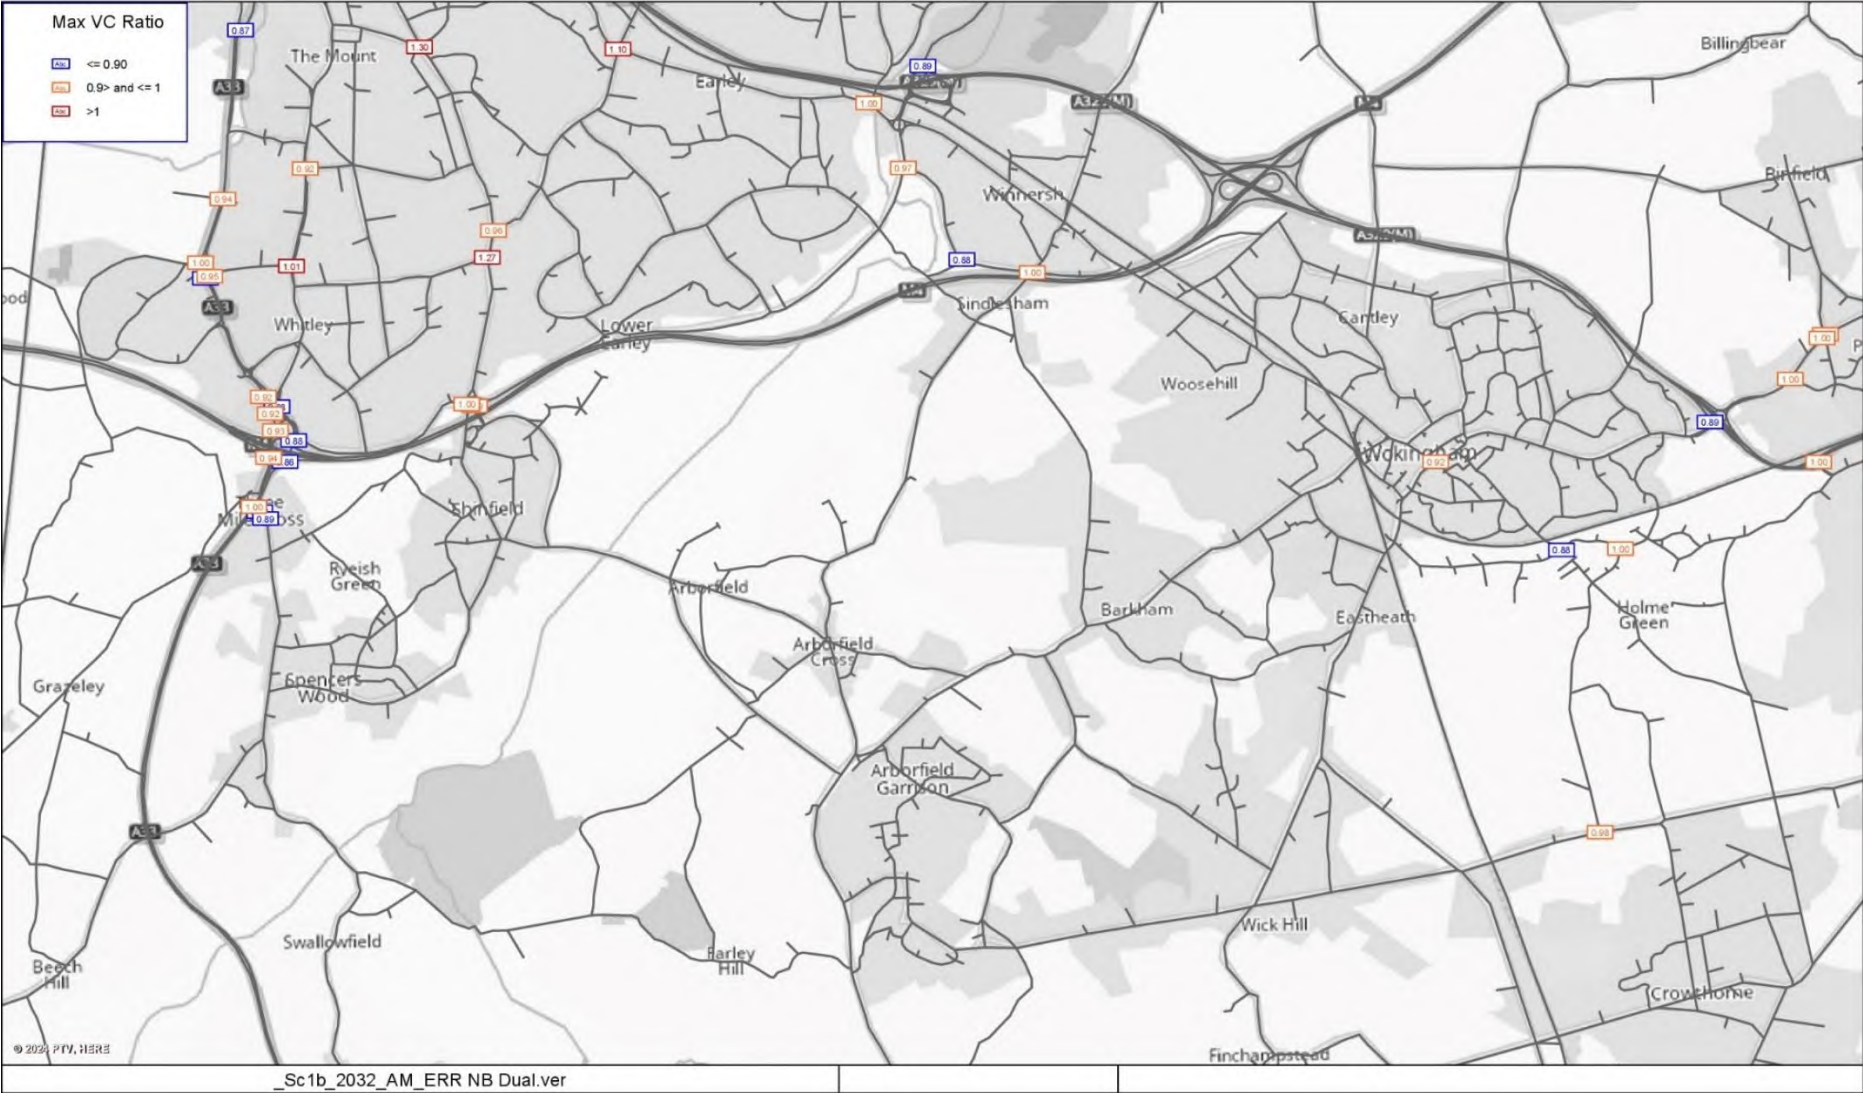 Max VC Ratio
<= 0.90
0.9> and <= 1
>1
0.87
The Mount
1.30
1.10
Billingbear
0.89
Earley
A33
1.00
A329(M)
M4
0.92
0.97
Binfield
0.94
Winnersh
0.96
A329(M)
1.00
0.95
1.01
1.27
0.88
1.00
M4
A33
Sindlesham
Whitley
Lower
Earley
Cantley
1.00
Woosehill
1.00
0.92
0.92
1.00
0.89
0.93
0.88
0.94
Wokingham
0.92
1.00
1.00
0.89
Shinfield
0.88
1.00
A33
Ryeish
Green
Arborfield
Barkham
Eastheath
Holme
Green
Arborfield
Cross
Grazeley
Spencers
Wood
Arborfield
Garrison
A33
0.98
Wick Hill
Swallowfield
Farley
Hill
Beech
Hill
Crowthorne
Finchampstead
© 2024 PTV, HERE
_Sc1b_2032_AM_ERR NB Dual.ver